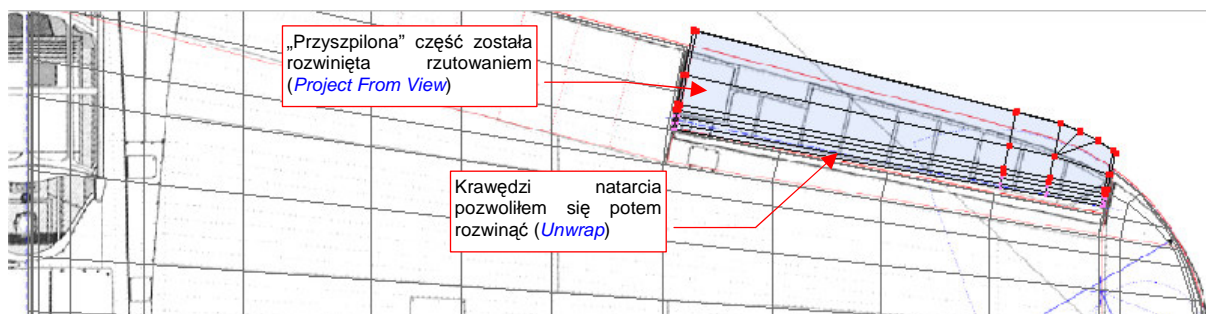 „Przyszpilona” część została
rozwinięta rzutowaniem
(Project From View)
Krawędzi natarcia
pozwoliłem się potem
rozwinąć (Unwrap)